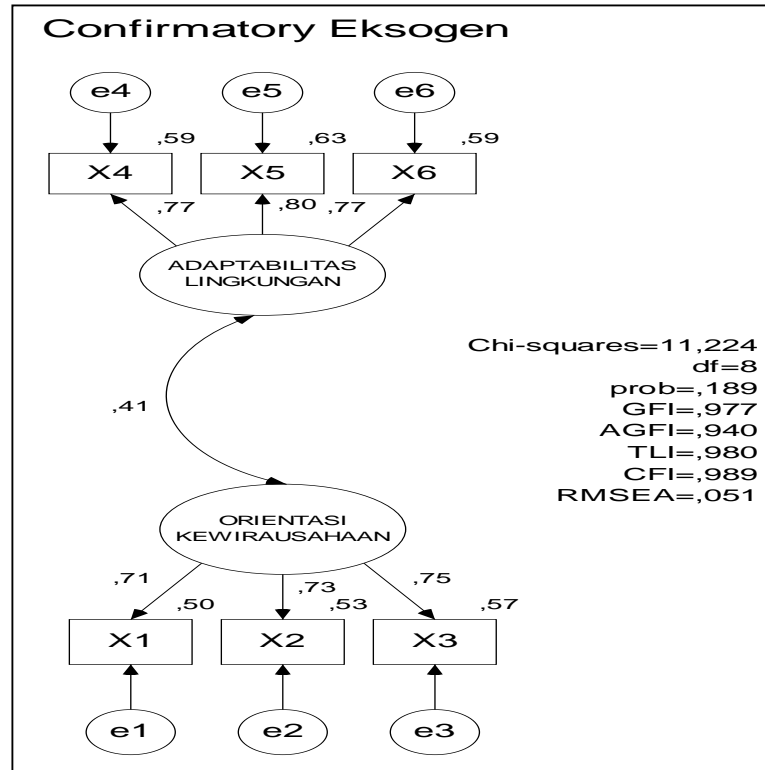 Confirmatory Eksogen
e4 e5 e6
,59 ,63 ,59
X4 X5 X6
,77 ,80 ,77
ADAPTABILITAS
LINGKUNGAN
,41
Chi-squares=11,224
df=8
prob=,189
GFI=,977
AGFI=,940
TLI=,980
CFI=,989
RMSEA=,051
ORIENTASI
KEWIRAUSAHAAN
,71 ,73 ,75
,50 ,53 ,57
X1 X2 X3
e1 e2 e3